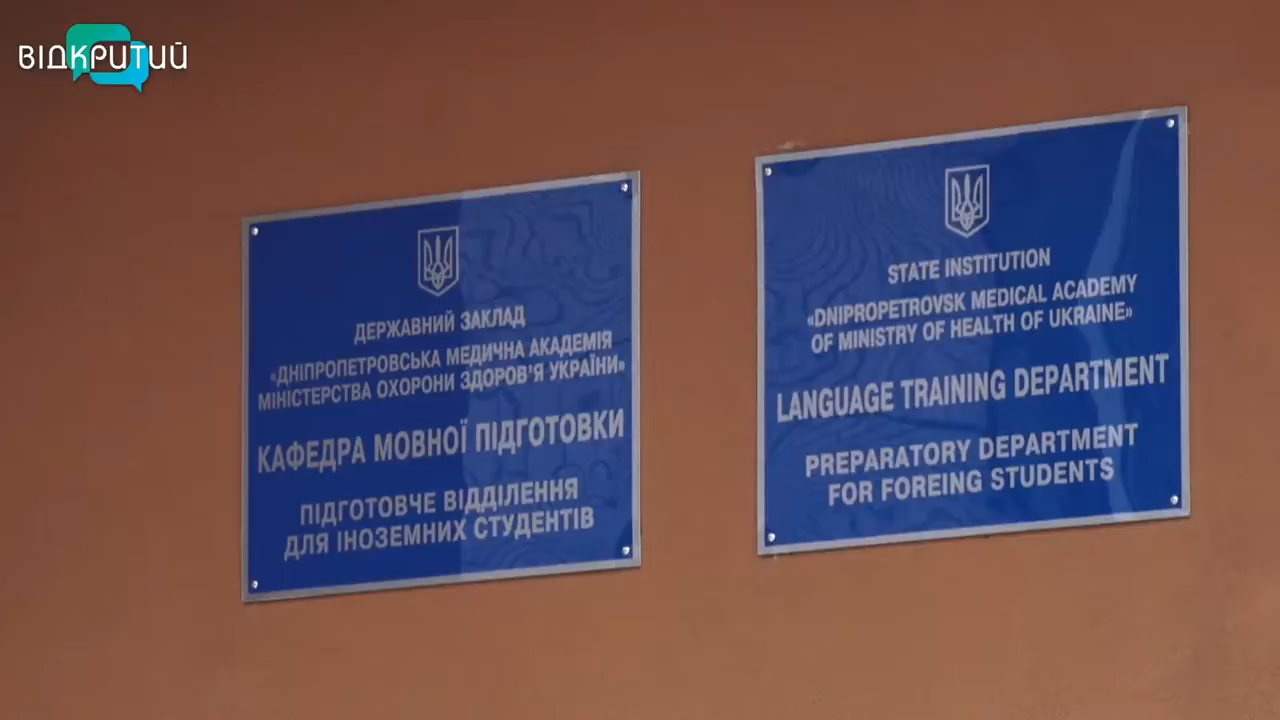 ВІДКРИТИЙ
ДЕРЖАВНИЙ ЗАКЛАД
«ДНІПРОПЕТРОВСЬКА МЕДИЧНА АКАДЕМІЯ
МІНІСТЕРСТВА ОХОРОНИ ЗДОРОВ'Я УКРАЇНИ»
КАФЕДРА МОВНОЇ ПІДГОТОВКИ
ПІДГОТОВЧЕ ВІДДІЛЕННЯ
ДЛЯ ІНОЗЕМНИХ СТУДЕНТІВ
STATE INSTITUTION
«DNIPROPETROVSK MEDICAL ACADEMY
OF MINISTRY OF HEALTH OF UKRAINE»
LANGUAGE TRAINING DEPARTMENT
PREPARATORY DEPARTMENT
FOR FOREING STUDENTS